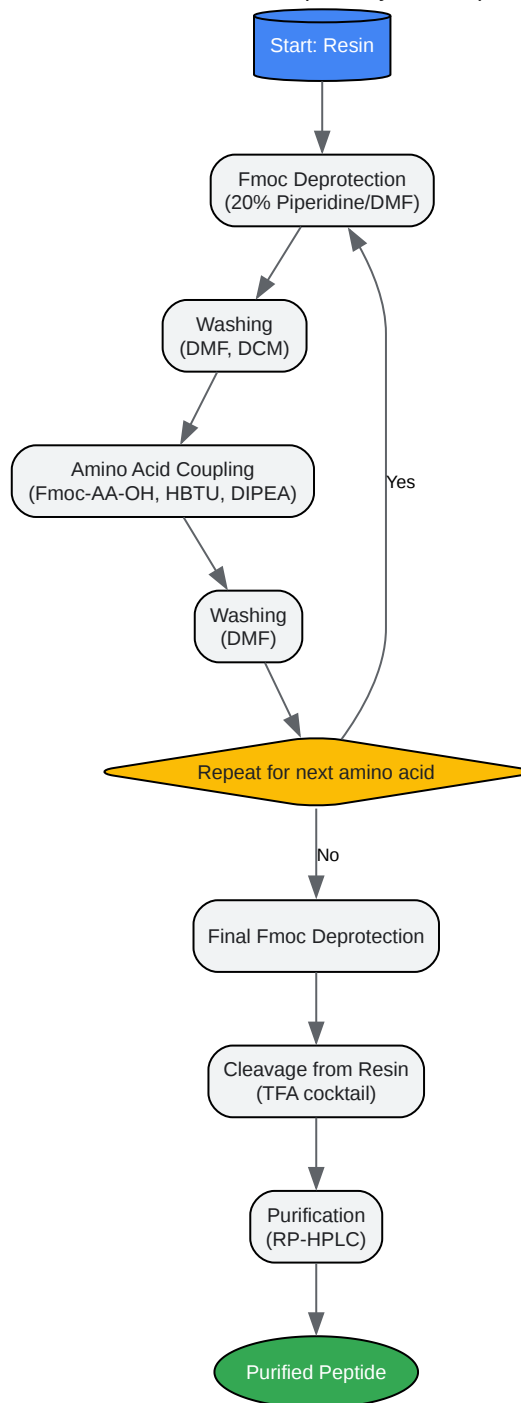 Start: Resin
Fmoc Deprotection
(20% Piperidine/DMF)
Washing
(DMF, DCM)
Amino Acid Coupling
(Fmoc-AA-OH, HBTU, DIPEA)
Yes
Washing
(DMF)
Repeat for next amino acid
No
Final Fmoc Deprotection
Cleavage from Resin
(TFA cocktail)
Purification
(RP-HPLC)
Purified Peptide